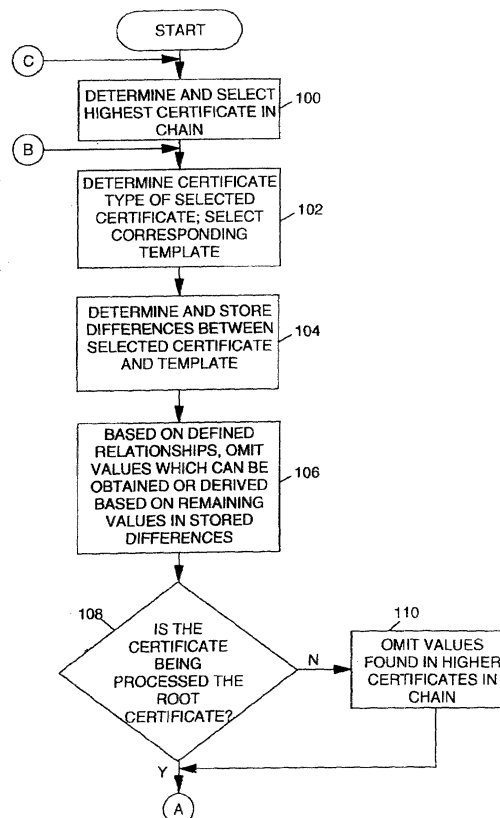 START
C
DETERMINE AND SELECT
HIGHEST CERTIFICATE IN
CHAIN
100
B
DETERMINE CERTIFICATE
TYPE OF SELECTED
CERTIFICATE; SELECT
CORRESPONDING
TEMPLATE
102
DETERMINE AND STORE
DIFFERENCES BETWEEN
SELECTED CERTIFICATE
AND TEMPLATE
104
BASED ON DEFINED
RELATIONSHIPS, OMIT
VALUES WHICH CAN BE
OBTAINED OR DERIVED
BASED ON REMAINING
VALUES IN STORED
DIFFERENCES
106
108
IS THE
CERTIFICATE
BEING
PROCESSED THE
ROOT
CERTIFICATE?
N
110
OMIT VALUES
FOUND IN HIGHER
CERTIFICATES IN
CHAIN
Y
A